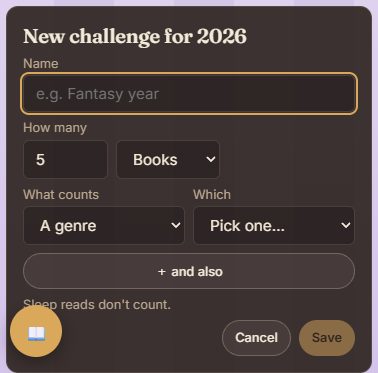 New challenge for 2026
Name
e.g. Fantasy year
How many
5 Books
What counts Which
A genre Pick one...
+ and also
Sleep reads don't count.
Cancel Save